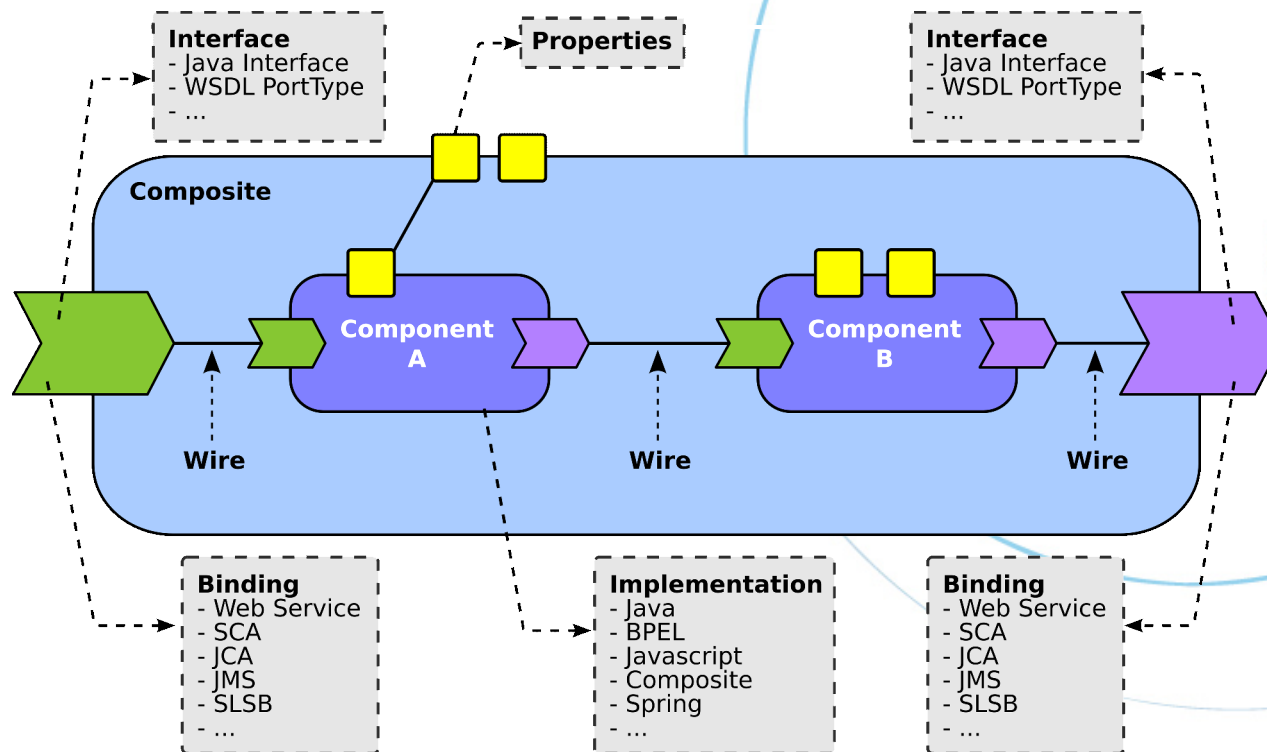 Interface
- Java Interface
- WSDL PortType
- ...
Properties
Interface
- Java Interface
- WSDL PortType
- ...
Composite
Component
A
Component
B
Wire
Wire
Wire
Binding
- Web Service
- SCA
- JCA
- JMS
- SLSB
- ...
Implementation
- Java
- BPEL
- Javascript
- Composite
- Spring
- ...
Binding
- Web Service
- SCA
- JCA
- JMS
- SLSB
- ...